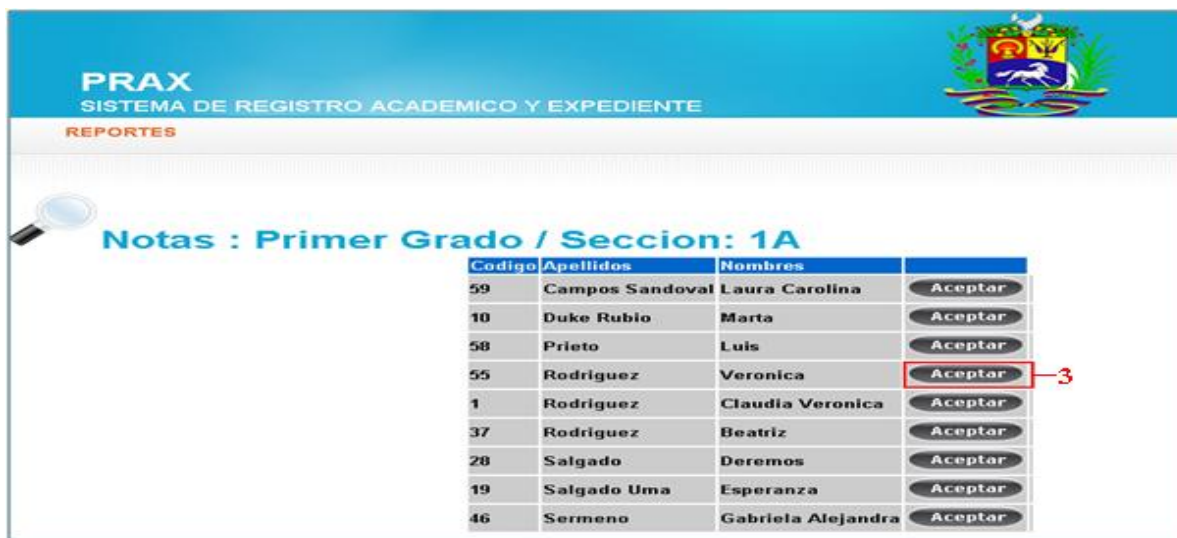 PRAX
SISTEMA DE REGISTRO ACADEMICO Y EXPEDIENTE
REPORTES
Notas : Primer Grado / Seccion: 1A
Codigo Apellidos Nombres
59 Campos Sandoval Laura Carolina Aceptar
10 Duke Rubio Marta Aceptar
58 Prieto Luis Aceptar
55 Rodriguez Veronica Aceptar 3
1 Rodriguez Claudia Veronica Aceptar
37 Rodriguez Beatriz Aceptar
28 Salgado Deremos Aceptar
19 Salgado Uma Esperanza Aceptar
46 Sermeno Gabriela Alejandra Aceptar